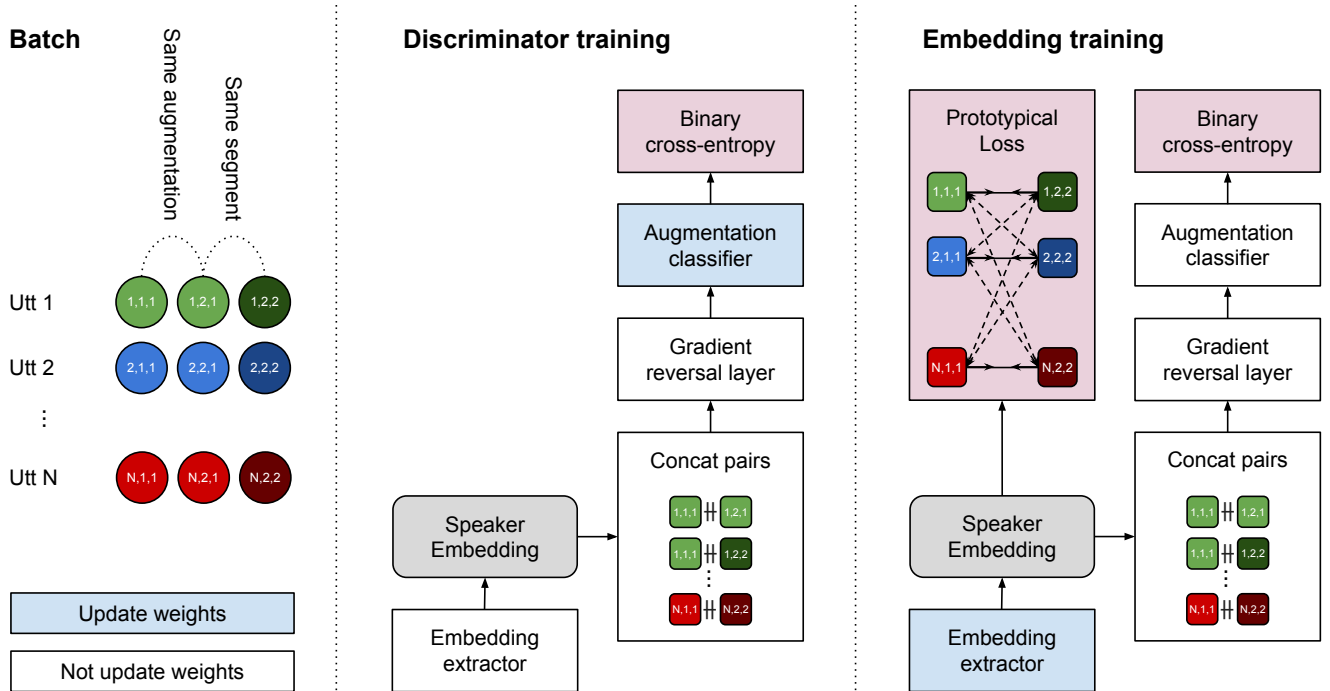 Batch
Same augmentation
Same segment
Utt 1
1,1,1
1,2,1
1,2,2
Utt 2
2,1,1
2,2,1
2,2,2
⋮
Utt N
N,1,1
N,2,1
N,2,2
Update weights
Not update weights
Discriminator training
Binary
cross-entropy
Augmentation
classifier
Gradient
reversal layer
Concat pairs
1,1,1 ⧺ 1,2,1
1,1,1 ⧺ 1,2,2
⋮
N,1,1 ⧺ N,2,2
Speaker
Embedding
Embedding
extractor
Embedding training
Prototypical
Loss
1,1,1
1,2,2
2,1,1
2,2,2
N,1,1
N,2,2
Binary
cross-entropy
Augmentation
classifier
Gradient
reversal layer
Concat pairs
1,1,1 ⧺ 1,2,1
1,1,1 ⧺ 1,2,2
⋮
N,1,1 ⧺ N,2,2
Speaker
Embedding
Embedding
extractor